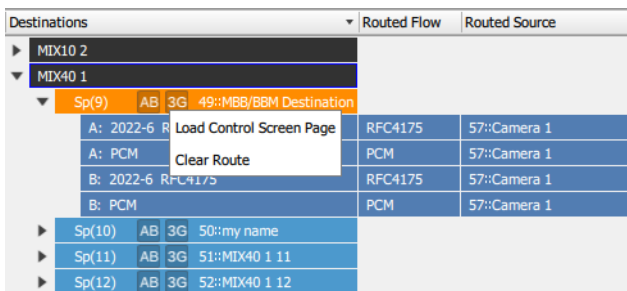 Destinations Routed Flow Routed Source
MIX10 2
MIX40 1
Sp(9) AB 3G 49::MBB/BBM Destination
Load Control Screen Page
Clear Route
A: 2022-6 R RFC4175 57::Camera 1
A: PCM PCM 57::Camera 1
B: 2022-6 RFC4175 RFC4175 57::Camera 1
B: PCM PCM 57::Camera 1
Sp(10) AB 3G 50::my name
Sp(11) AB 3G 51::MIX40 1 11
Sp(12) AB 3G 52::MIX40 1 12